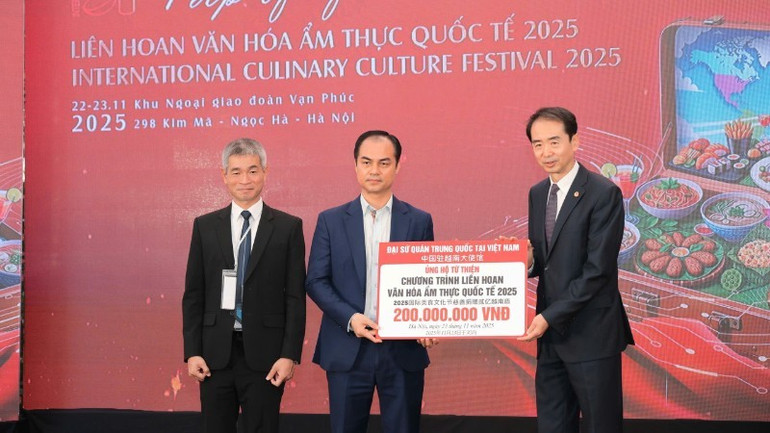 LIÊN HOAN VĂN HÓA ẨM THỰC QUỐC TẾ 2025
INTERNATIONAL CULINARY CULTURE FESTIVAL 2025
22-23.11 Khu Ngoại giao đoàn Vạn Phúc
2025 298 Kim Mã - Ngọc Hà - Hà Nội
ĐẠI SỨ QUÁN TRUNG QUỐC TẠI VIỆT NAM
中国驻越南大使馆
ỦNG HỘ TỪ THIỆN
CHƯƠNG TRÌNH LIÊN HOAN
VĂN HÓA ẨM THỰC QUỐC TẾ 2025
200.000.000 VNĐ